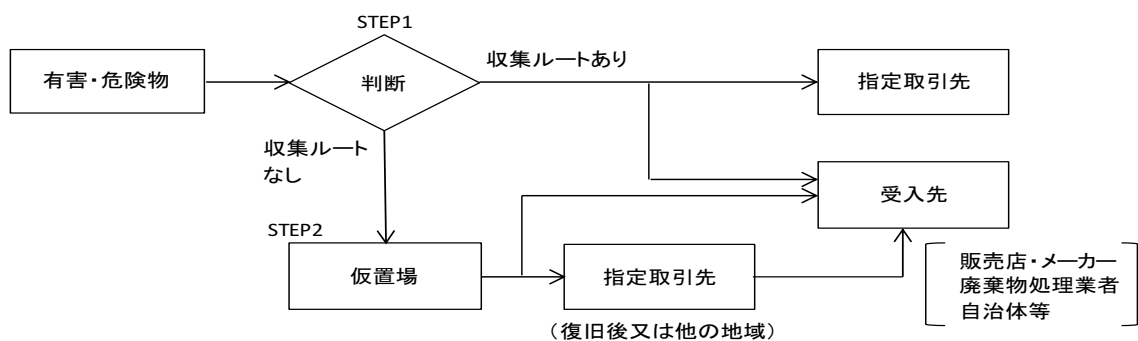 STEP1
有害・危険物
判断
収集ルートあり
指定取引先
収集ルート
なし
受入先
STEP2
仮置場
指定取引先
販売店・メーカー
廃棄物処理業者
自治体等
（復旧後又は他の地域）